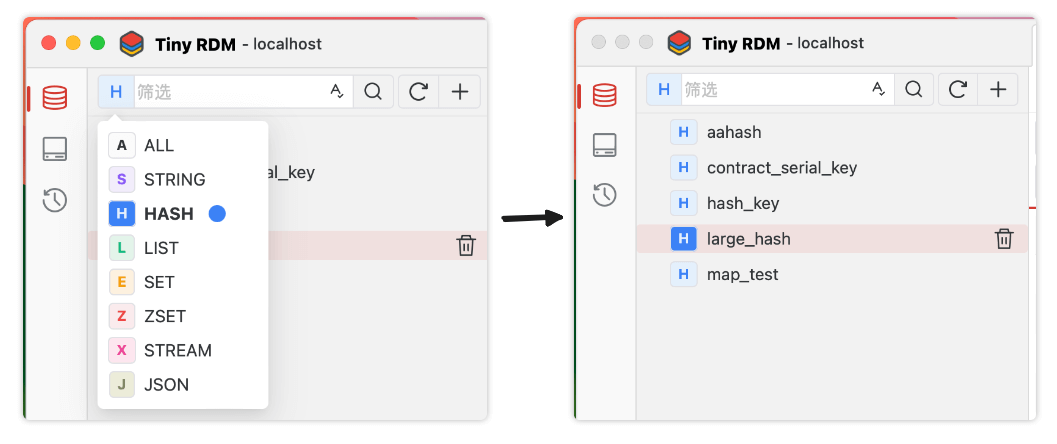 Tiny RDM - localhost
H 筛选
A ALL
al_key
S STRING
H HASH
L LIST
E SET
Z ZSET
X STREAM
J JSON
Tiny RDM - localhost
H 筛选
H aahash
H contract_serial_key
H hash_key
H large_hash
H map_test